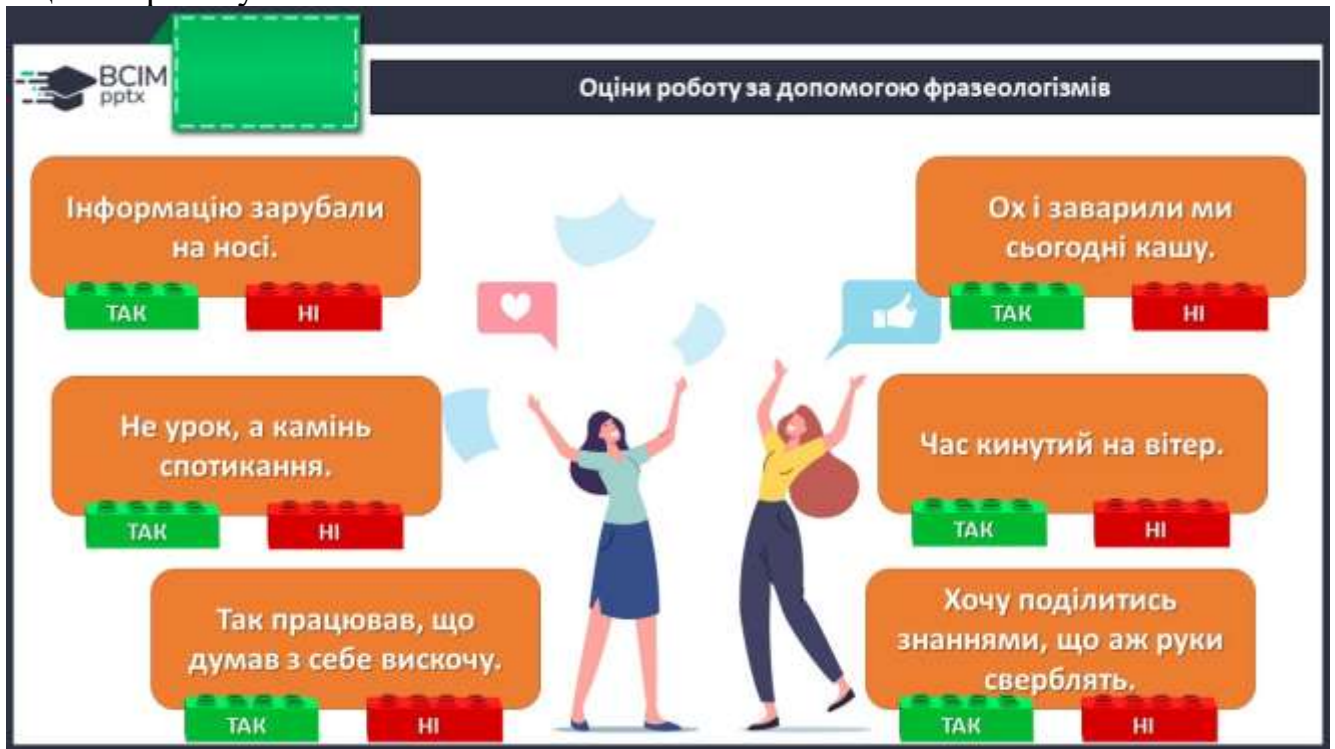 ВСІМ
pptx
Оціни роботу за допомогою фразеологізмів
Інформацію зарубали
на носі.
ТАК
НІ
Ох і заварили ми
сьогодні кашу.
ТАК
НІ
Не урок, а камінь
спотикання.
ТАК
НІ
Час кинутий на вітер.
ТАК
НІ
Так працював, що
думав з себе вискочу.
ТАК
НІ
Хочу поділитись
знаннями, що аж руки
сверблять.
ТАК
НІ